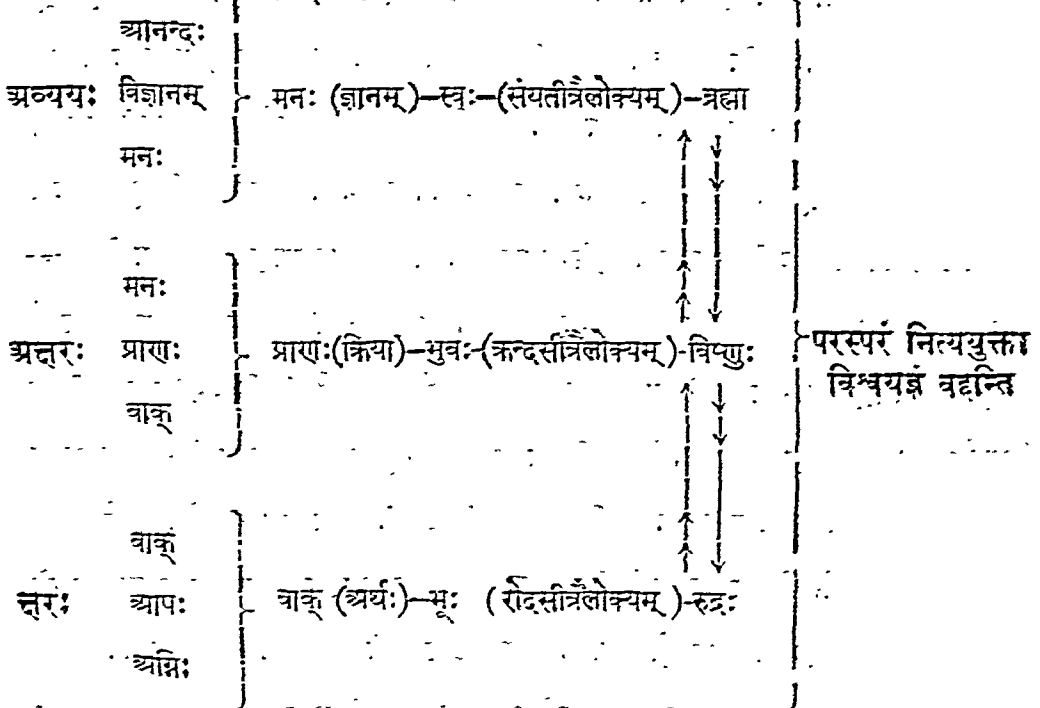 आनन्दः
अव्ययः विज्ञानम् मनः (ज्ञानम्)–स्वः–(संयतीत्रैलोक्यम्)–ब्रह्मा
मनः
मनः
अक्षरः प्राणः प्राणः(क्रिया)–भुवः–(क्रन्दसीत्रैलोक्यम्)-विष्णुः
वाक्
परस्परं नित्ययुक्ता
विश्वयज्ञं वहन्ति
वाक्
क्षरः आपः वाक् (अर्थः)–भूः (रोदसीत्रैलोक्यम्)-रुद्रः
अग्निः